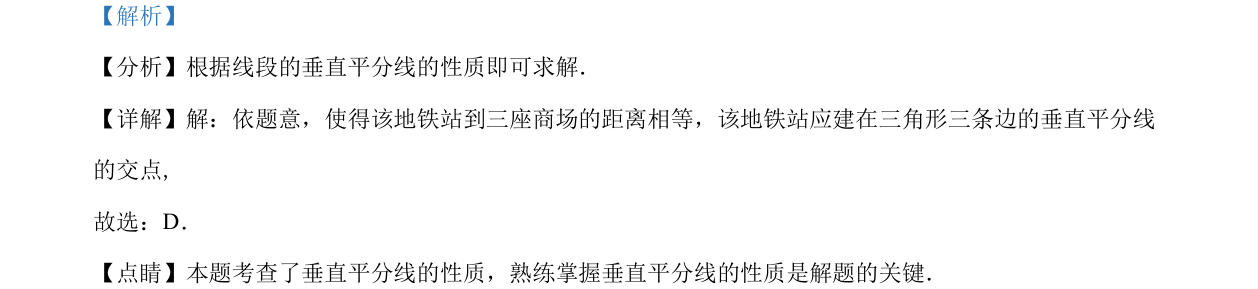 【解析】
【分析】根据线段的垂直平分线的性质即可求解．
【详解】解：依题意，使得该地铁站到三座商场的距离相等，该地铁站应建在三角形三条边的垂直平分线
的交点,
故选：D．
【点睛】本题考查了垂直平分线的性质，熟练掌握垂直平分线的性质是解题的关键．